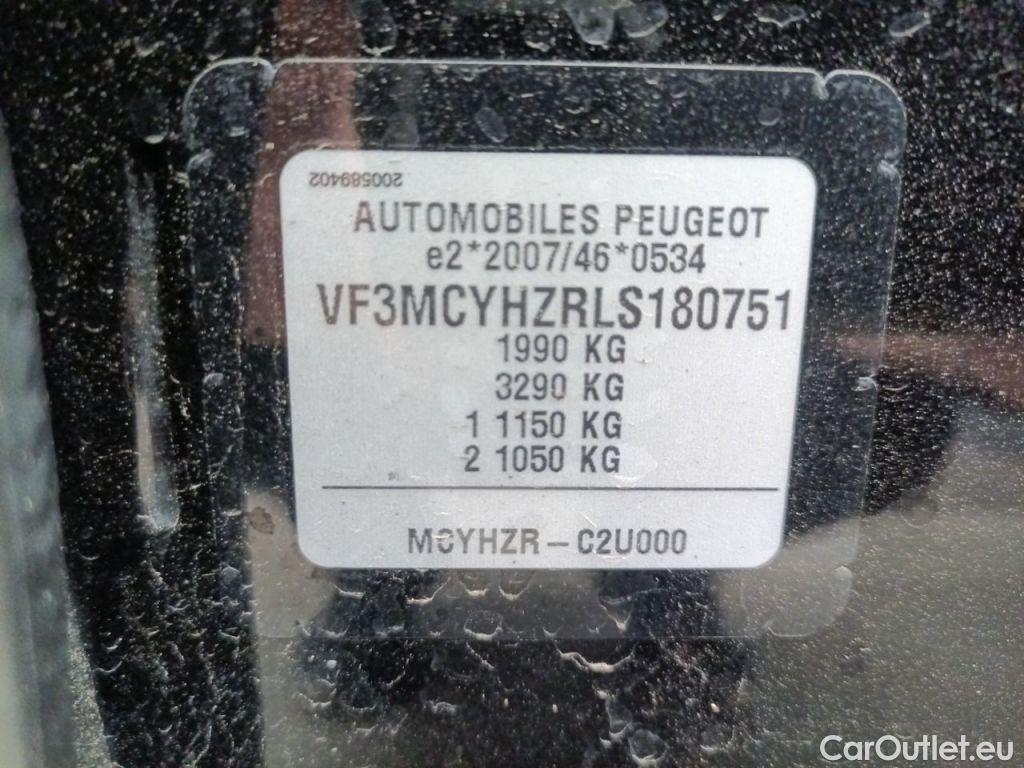 200589402
AUTOMOBILES PEUGEOT
e2*2007/46*0534
VF3MCYHZRLS180751
1990 KG
3290 KG
1 1150 KG
2 1050 KG
MCYHZR – C2U000
CarOutlet.eu